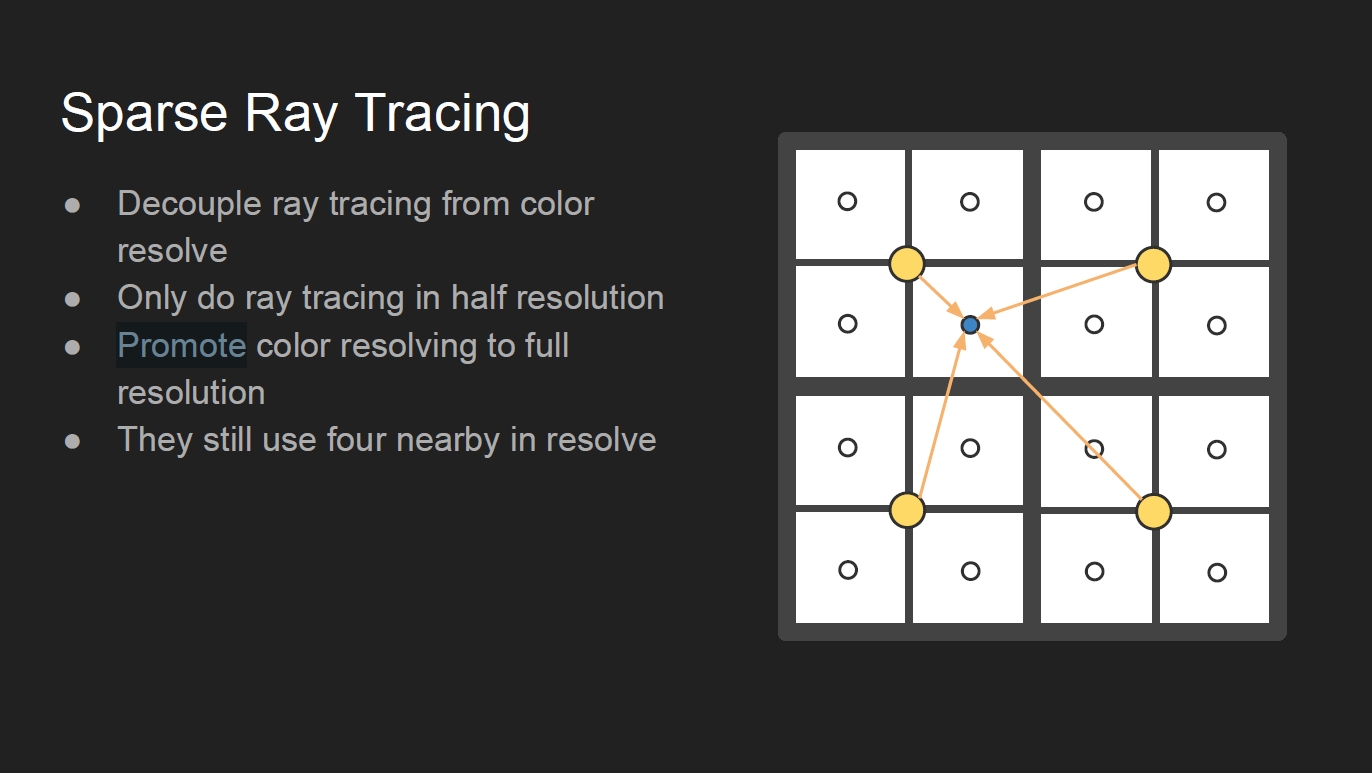 Sparse Ray Tracing
● Decouple ray tracing from color
resolve
● Only do ray tracing in half resolution
● Promote color resolving to full
resolution
● They still use four nearby in resolve